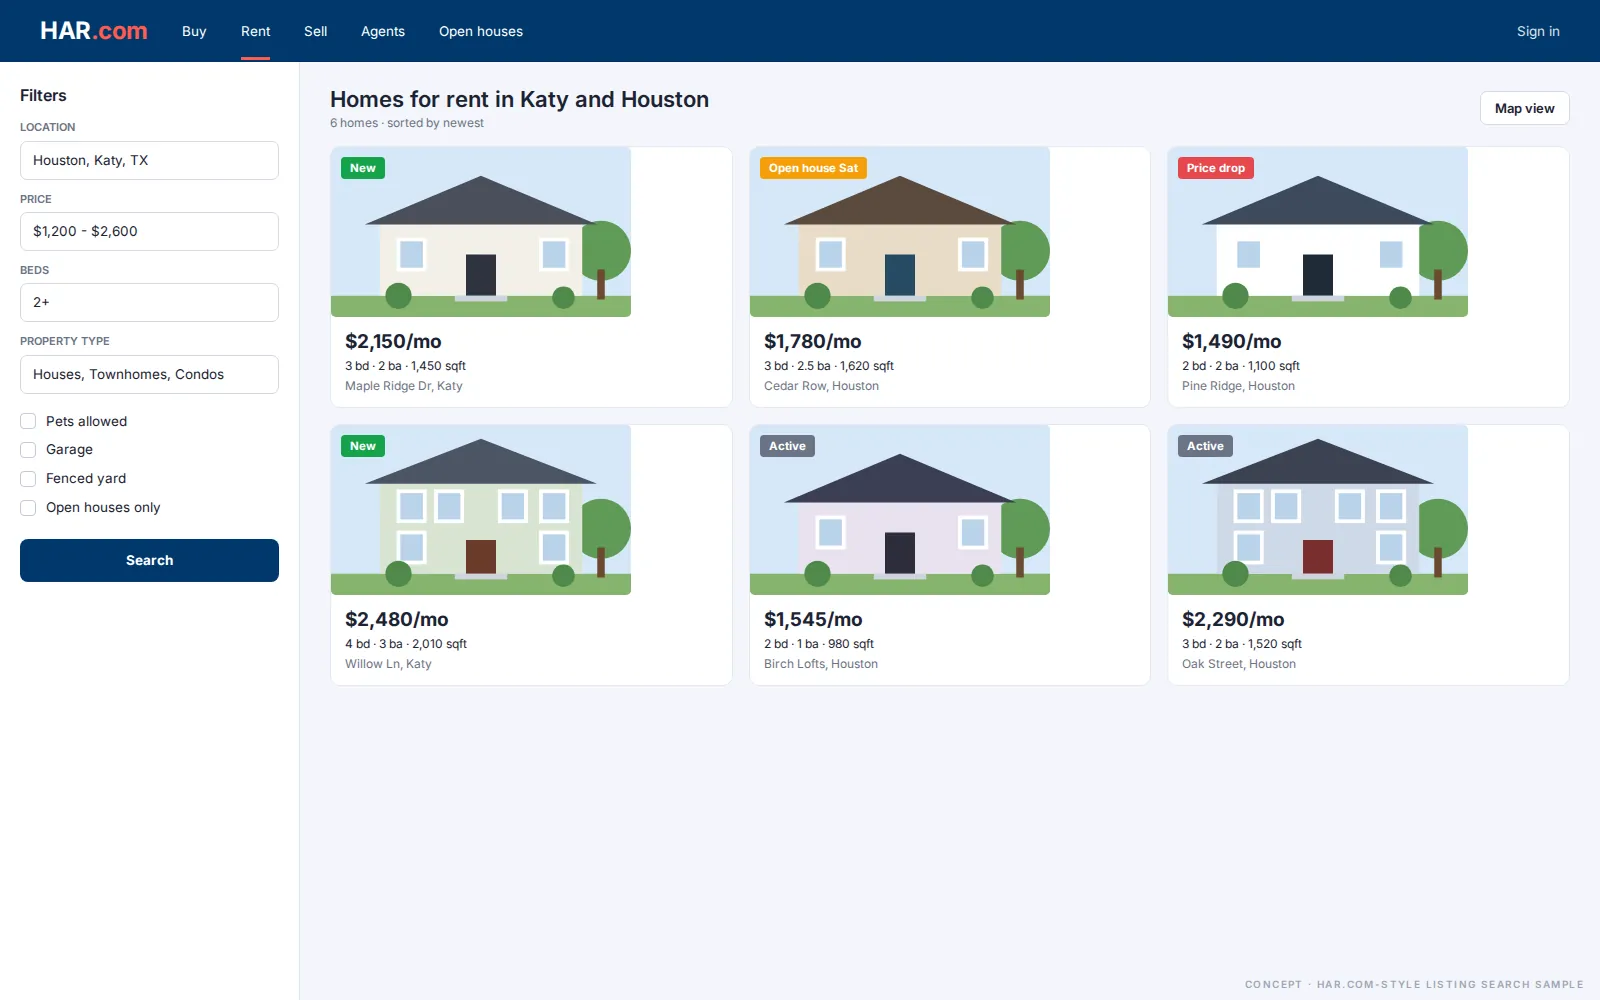 HAR.com
Buy
Rent
Sell
Agents
Open houses
Sign in
Filters
LOCATION
Houston, Katy, TX
PRICE
$1,200 - $2,600
BEDS
2+
PROPERTY TYPE
Houses, Townhomes, Condos
Pets allowed
Garage
Fenced yard
Open houses only
Search
Homes for rent in Katy and Houston
6 homes · sorted by newest
Map view
New
$2,150/mo
3 bd · 2 ba · 1,450 sqft
Maple Ridge Dr, Katy
Open house Sat
$1,780/mo
3 bd · 2.5 ba · 1,620 sqft
Cedar Row, Houston
Price drop
$1,490/mo
2 bd · 2 ba · 1,100 sqft
Pine Ridge, Houston
New
$2,480/mo
4 bd · 3 ba · 2,010 sqft
Willow Ln, Katy
Active
$1,545/mo
2 bd · 1 ba · 980 sqft
Birch Lofts, Houston
Active
$2,290/mo
3 bd · 2 ba · 1,520 sqft
Oak Street, Houston
CONCEPT · HAR.COM-STYLE LISTING SEARCH SAMPLE